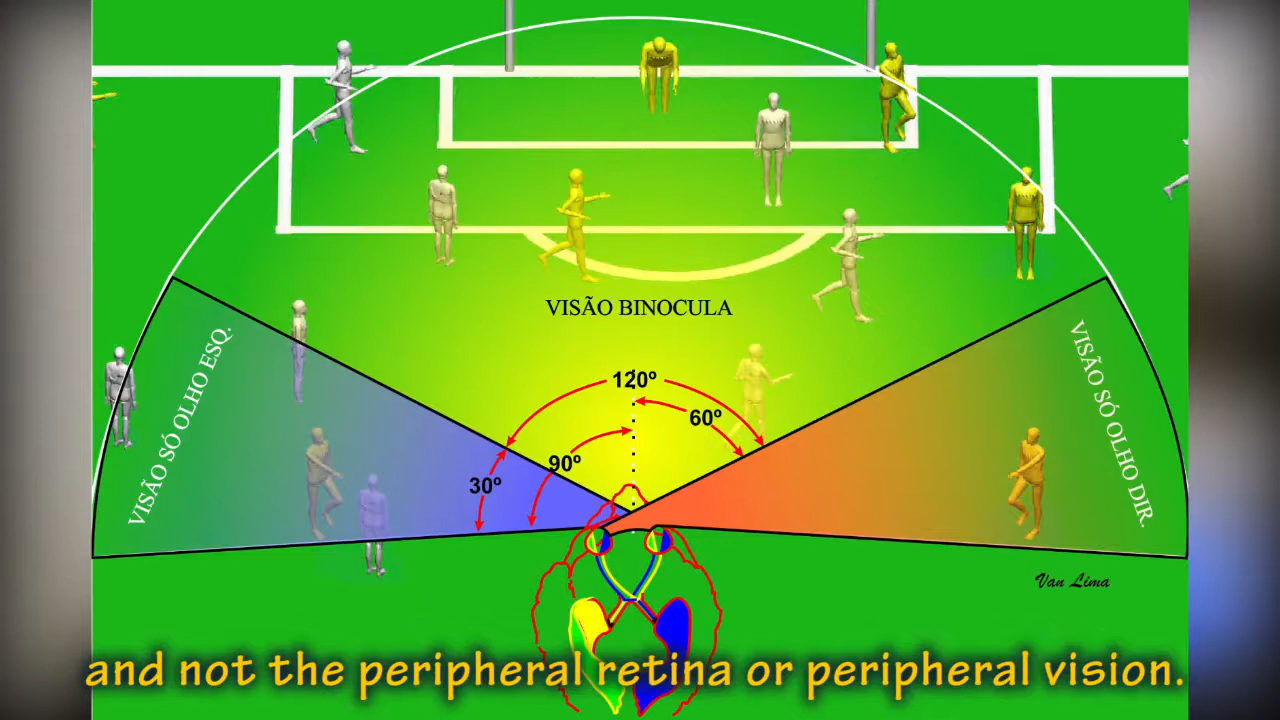 VISÃO BINOCULA
VISÃO SÓ OLHO ESQ.
VISÃO SÓ OLHO DIR.
120º
60º
90º
30º
Van Lima
and not the peripheral retina or peripheral vision.